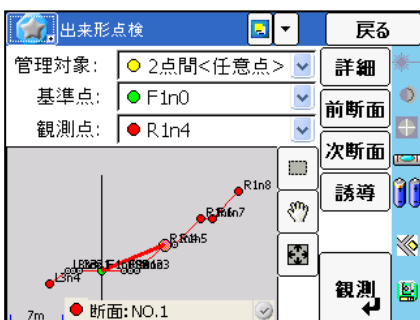 出来形点検
戻る
管理対象: 2点間<任意点>
詳細
基準点: F1n0
前断面
観測点: R1n4
次断面
誘導
R1n8
L3n4
7m
断面:NO.1
観測